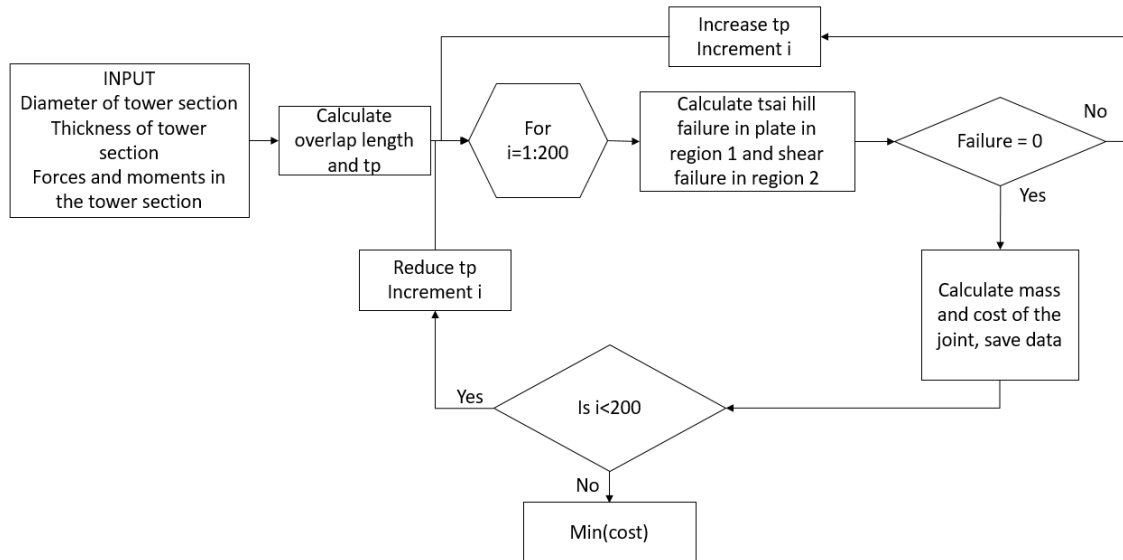 Increase tp
Increment i
INPUT
Diameter of tower section
Thickness of tower
section
Forces and moments in
the tower section
Calculate
overlap length
and tp
For
i=1:200
Calculate tsai hill
failure in plate in
region 1 and shear
failure in region 2
Failure = 0
No
Yes
Reduce tp
Increment i
Calculate mass
and cost of the
joint, save data
Yes
Is i<200
No
Min(cost)